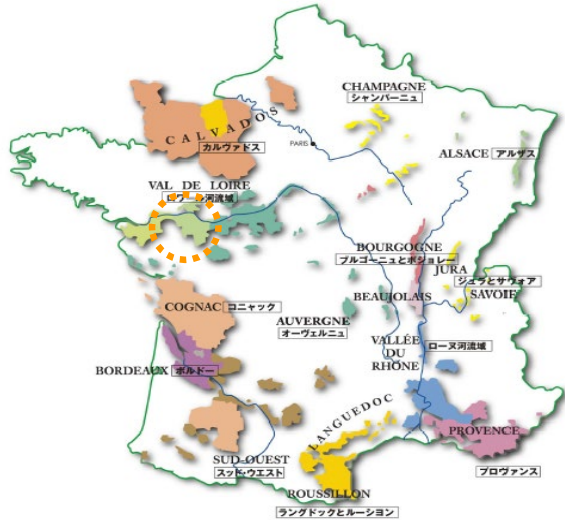 CHAMPAGNE
シャンパーニュ
CALVADOS
カルヴァドス
PARIS
ALSACE アルザス
VAL DE LOIRE
ロワール河流域
BOURGOGNE
ブルゴーニュとボジョレー
JURA
ジュラとサヴォア
SAVOIE
BEAUJOLAIS
COGNAC コニャック
AUVERGNE
オーヴェルニュ
VALLÉE
DU
RHÔNE
ローヌ河流域
BORDEAUX ボルドー
LANGUEDOC
PROVENCE
プロヴァンス
SUD-OUEST
スッド・ウエスト
ROUSSILLON
ラングドックとルーション